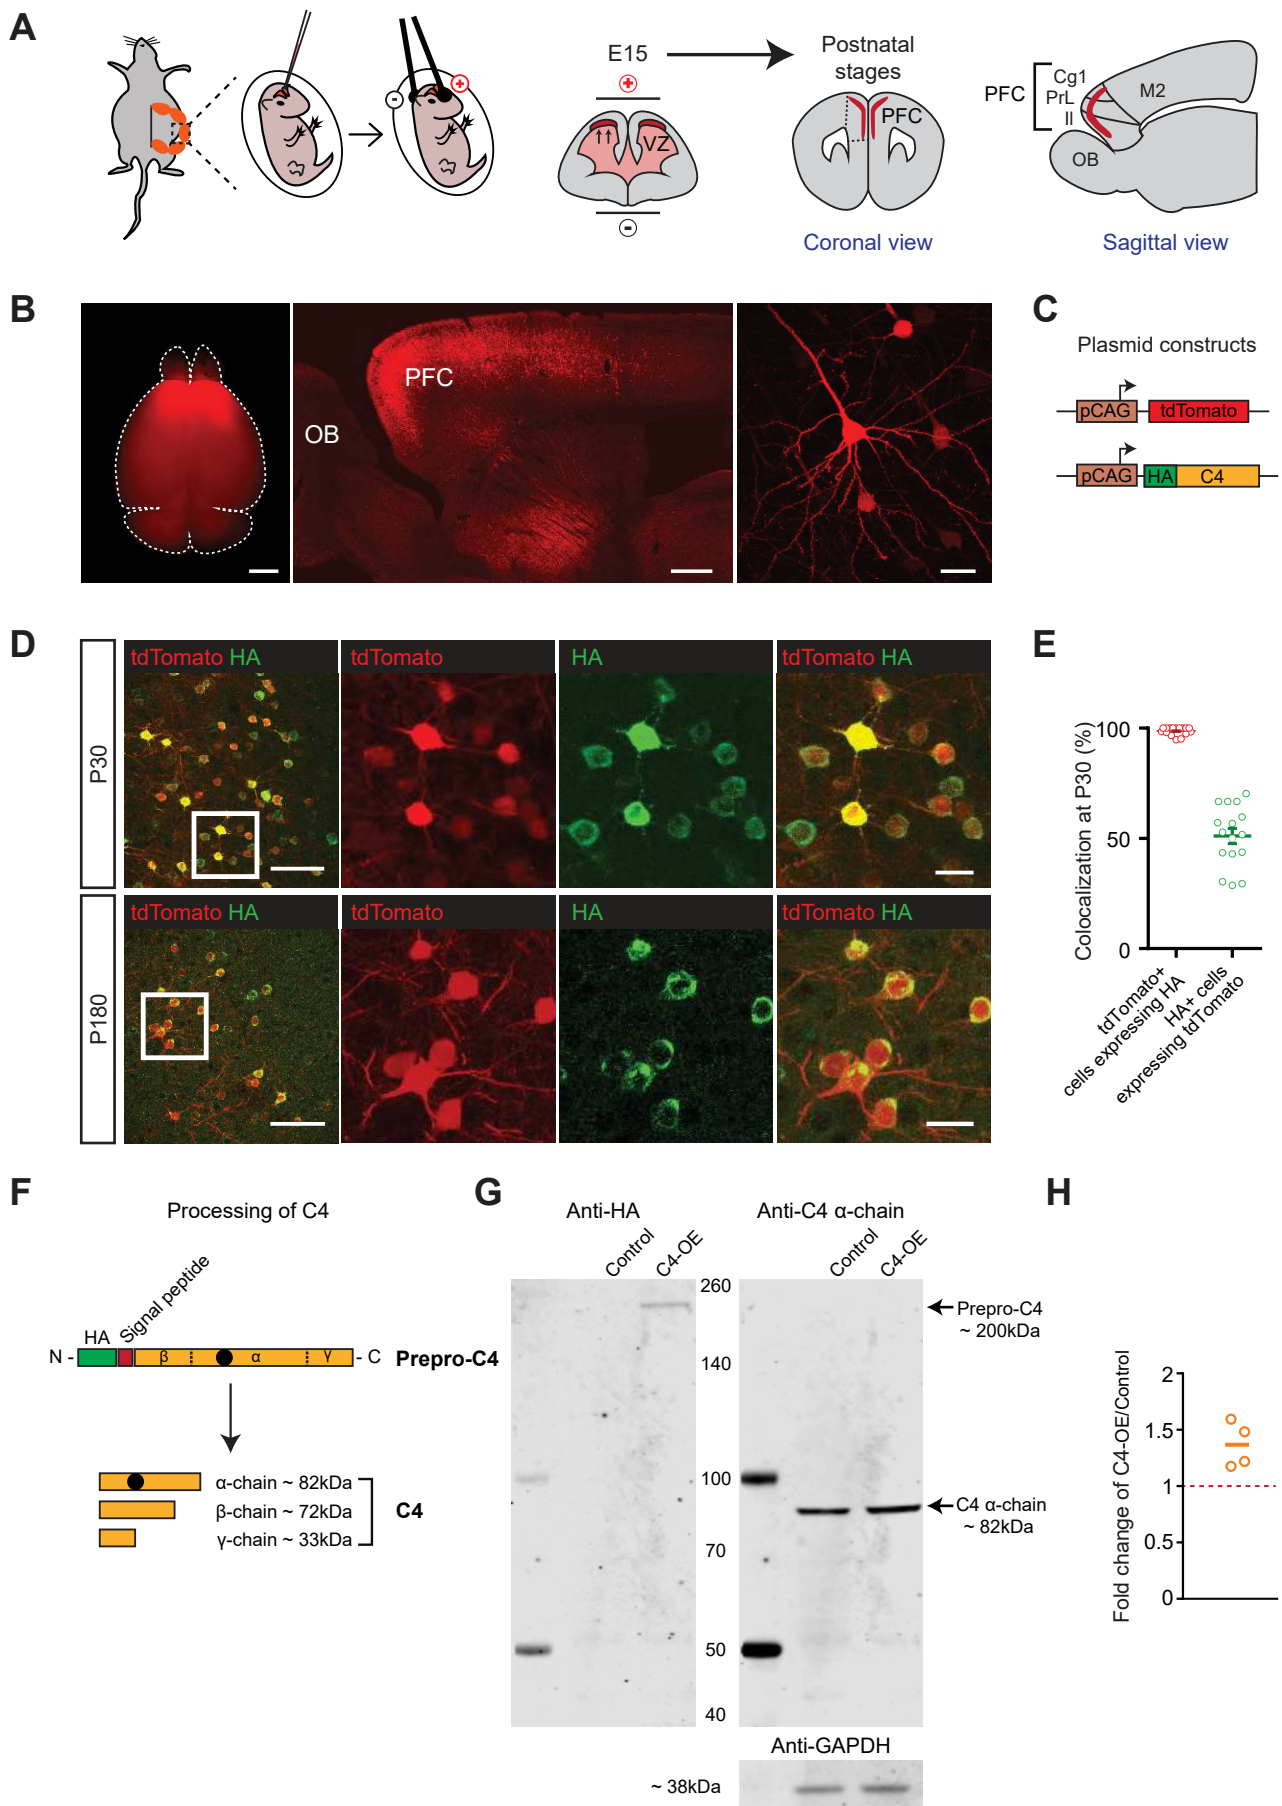 A
E15
Postnatal
stages
VZ
PFC
PFC
Cg1
PrL
Il
M2
OB
Coronal view
Sagittal view
B
OB
PFC
C
Plasmid constructs
pCAG
tdTomato
pCAG
HA
C4
D
P30
tdTomato HA
tdTomato
HA
tdTomato HA
P180
tdTomato HA
tdTomato
HA
tdTomato HA
E
Colocalization at P30 (%)
100
50
0
tdTomato+
cells expressing HA
HA+ cells
expressing tdTomato
F
Processing of C4
HA
Signal peptide
N -
β
α
γ
- C
Prepro-C4
α-chain ~ 82kDa
β-chain ~ 72kDa
γ-chain ~ 33kDa
C4
G
Anti-HA
Anti-C4 α-chain
Control
C4-OE
Control
C4-OE
260
140
100
70
50
40
Prepro-C4
~ 200kDa
C4 α-chain
~ 82kDa
Anti-GAPDH
~ 38kDa
H
Fold change of C4-OE/Control
2
1.5
1
0.5
0